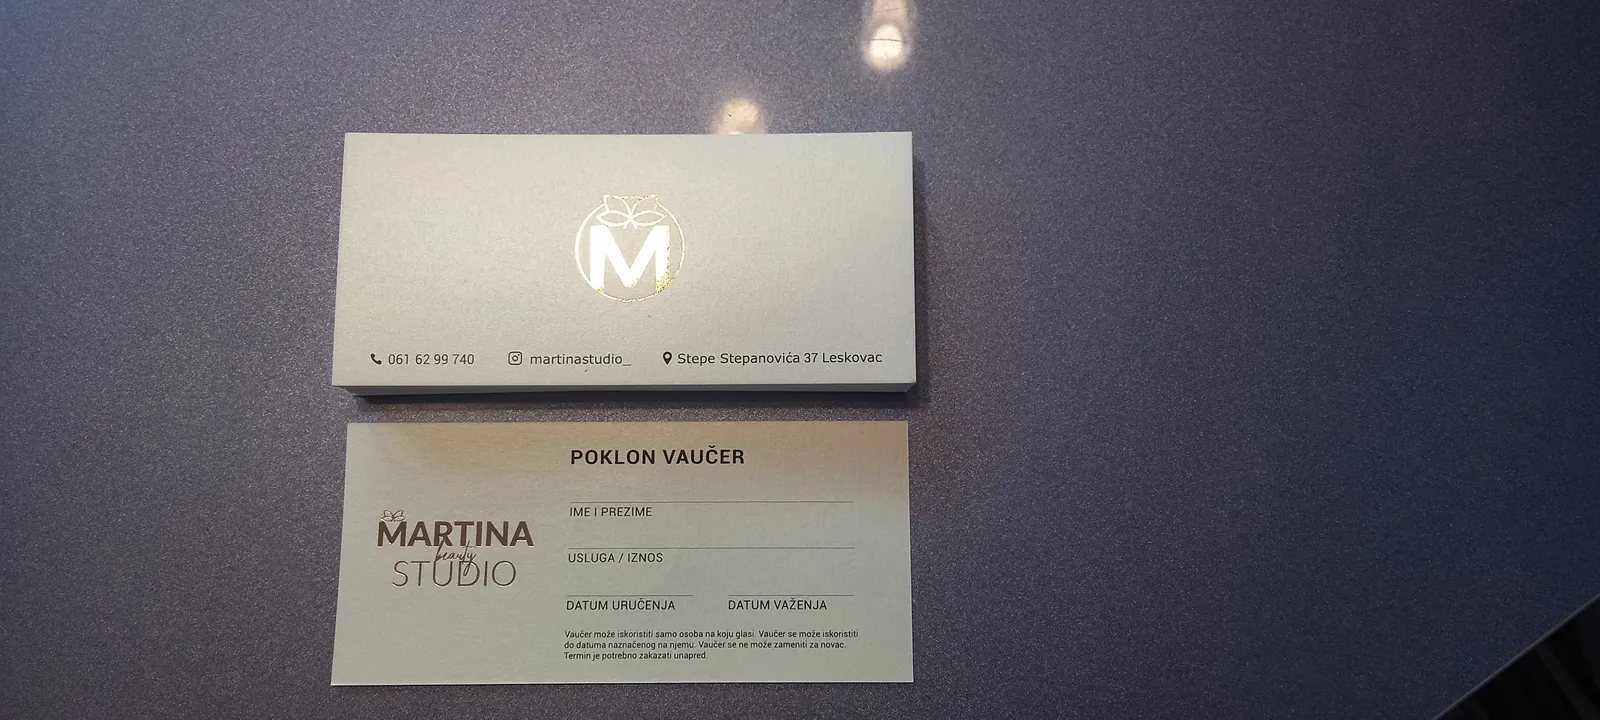 M
061 62 99 740 martinastudio_ Stepe Stepanovića 37 Leskovac
POKLON VAUČER
IME I PREZIME
USLUGA / IZNOS
DATUM URUČENJA DATUM VAŽENJA
Vaučer može iskoristiti samo osoba na koju glasi. Vaučer se može iskoristiti
do datuma naznačenog na njemu. Vaučer se ne može zameniti za novac.
Termin je potrebno zakazati unapred.
MARTINA
beauty
STUDIO